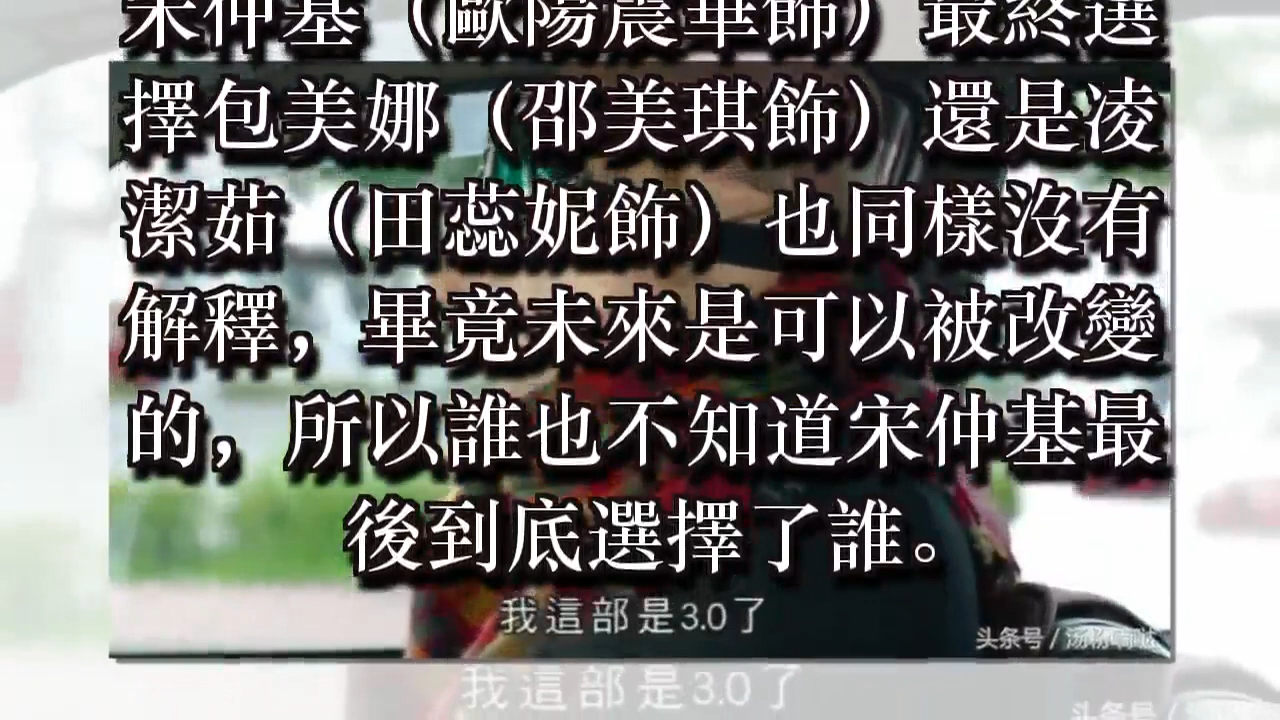 宋仲基（歐陽震華飾）最終選
擇包美娜（邵美琪飾）還是凌
潔茹（田蕊妮飾）也同樣沒有
解釋，畢竟未來是可以被改變
的，所以誰也不知道宋仲基最
後到底選擇了誰。
我這部是3.0了
头条号 /
我這部是3.0了
头条号 /